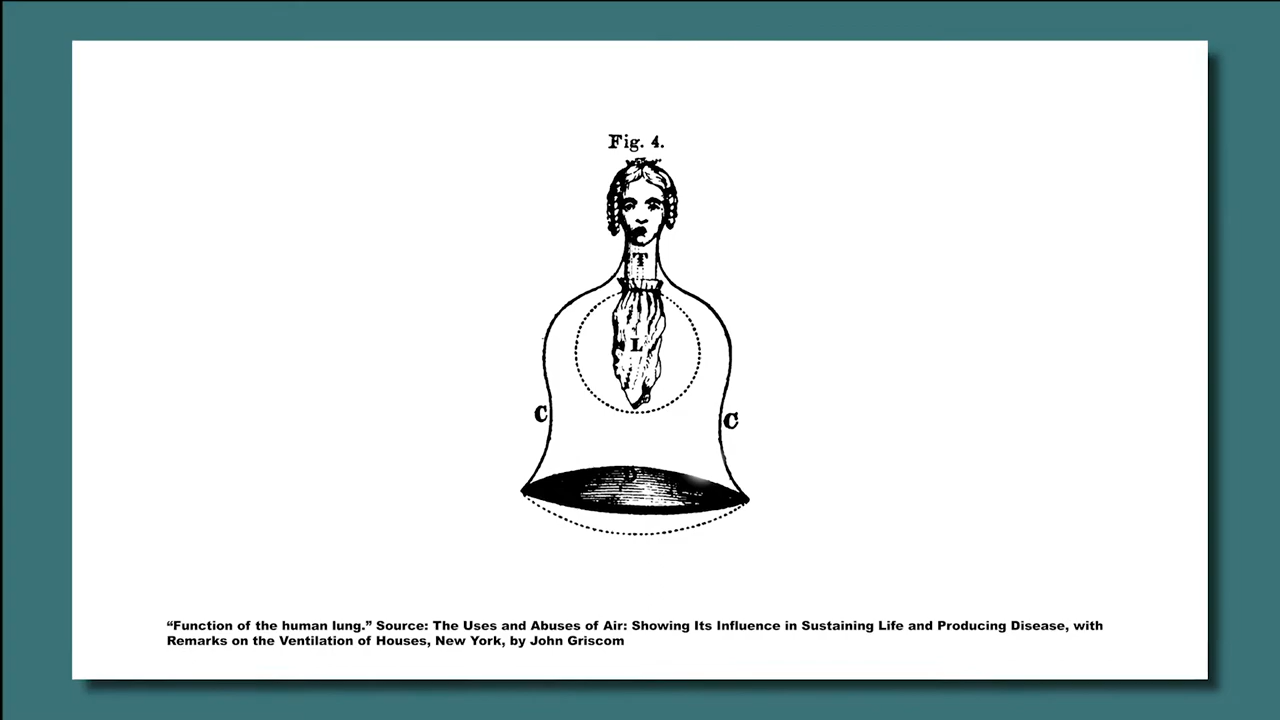 Fig. 4.
T
L
C
C
“Function of the human lung.” Source: The Uses and Abuses of Air: Showing Its Influence in Sustaining Life and Producing Disease, with
Remarks on the Ventilation of Houses, New York, by John Griscom